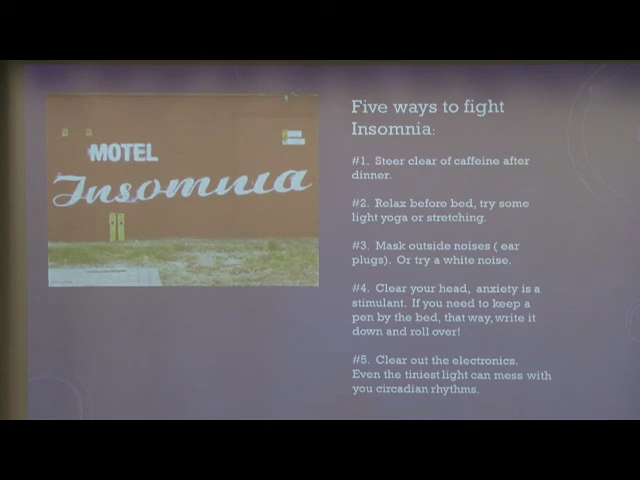 MOTEL
Insomnia
Five ways to fight
Insomnia:
#1. Steer clear of caffeine after
dinner.
#2. Relax before bed, try some
light yoga or stretching.
#3. Mask outside noises ( ear
plugs). Or try a white noise.
#4. Clear your head, anxiety is a
stimulant. If you need to keep a
pen by the bed, that way, write it
down and roll over!
#5. Clear out the electronics.
Even the tiniest light can mess with
you circadian rhythms.